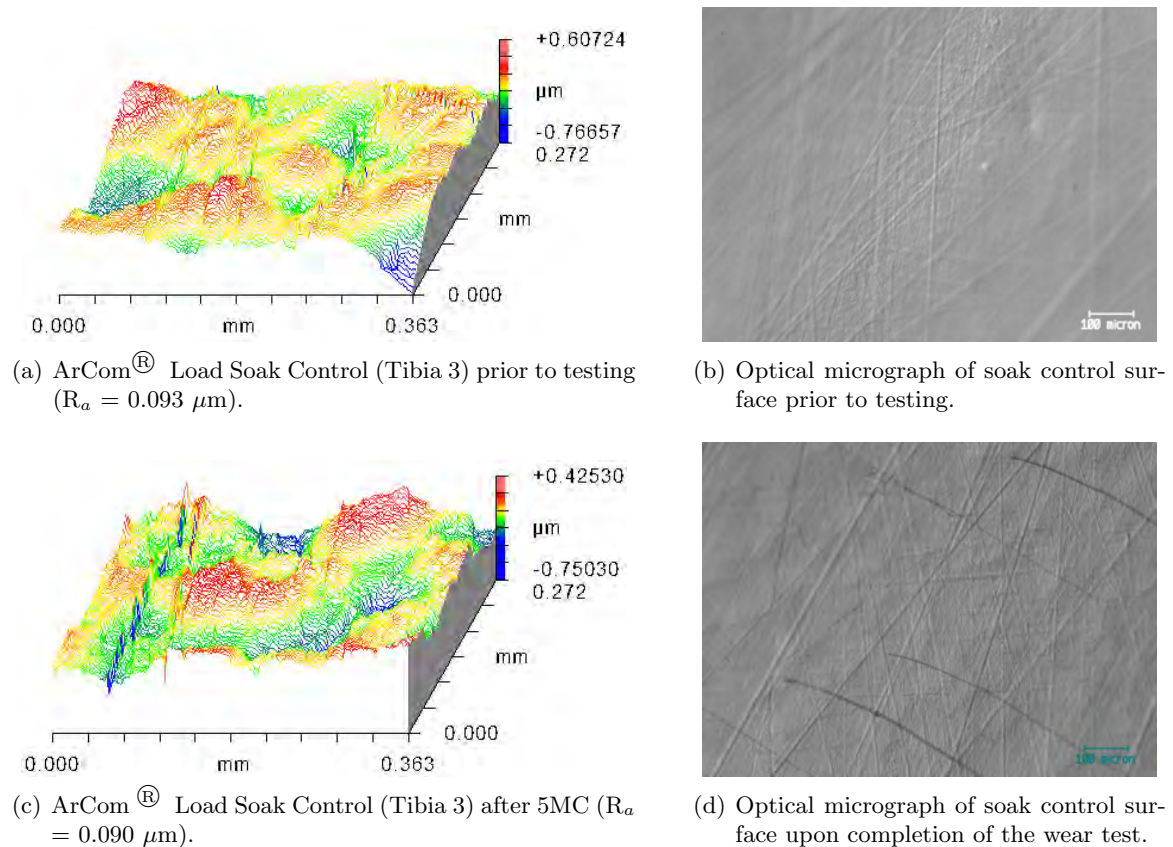 +0.60724
μm
-0.76657
0.272
mm
0.000
0.000
mm
0.363
(a) ArCom® Load Soak Control (Tibia 3) prior to testing
(Ra = 0.093 μm).
100 micron
(b) Optical micrograph of soak control sur-
face prior to testing.
+0.42530
μm
-0.75030
0.272
mm
0.000
0.000
mm
0.363
(c) ArCom ® Load Soak Control (Tibia 3) after 5MC (Ra
= 0.090 μm).
100 micron
(d) Optical micrograph of soak control sur-
face upon completion of the wear test.